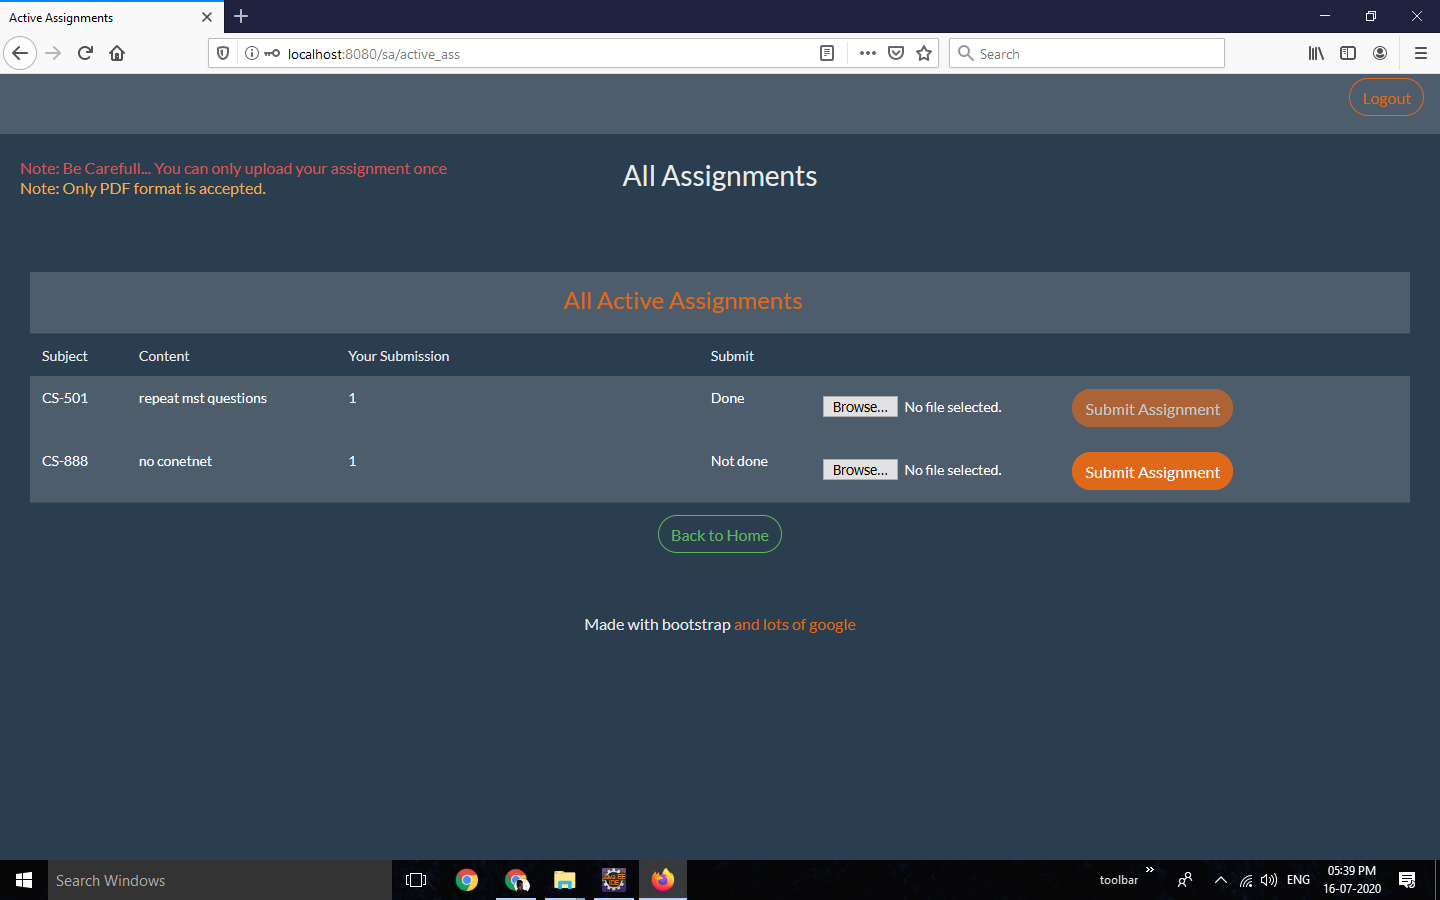 Active Assignments
localhost:8080/sa/active_ass
Search
Logout
Note: Be Carefull... You can only upload your assignment once
Note: Only PDF format is accepted.
All Assignments
All Active Assignments
Subject Content Your Submission Submit
CS-501 repeat mst questions 1 Done Browse... No file selected. Submit Assignment
CS-888 no conetnet 1 Not done Browse... No file selected. Submit Assignment
Back to Home
Made with bootstrap and lots of google
Search Windows
JAVA EE
IDE
toolbar
ENG
05:39 PM
16-07-2020